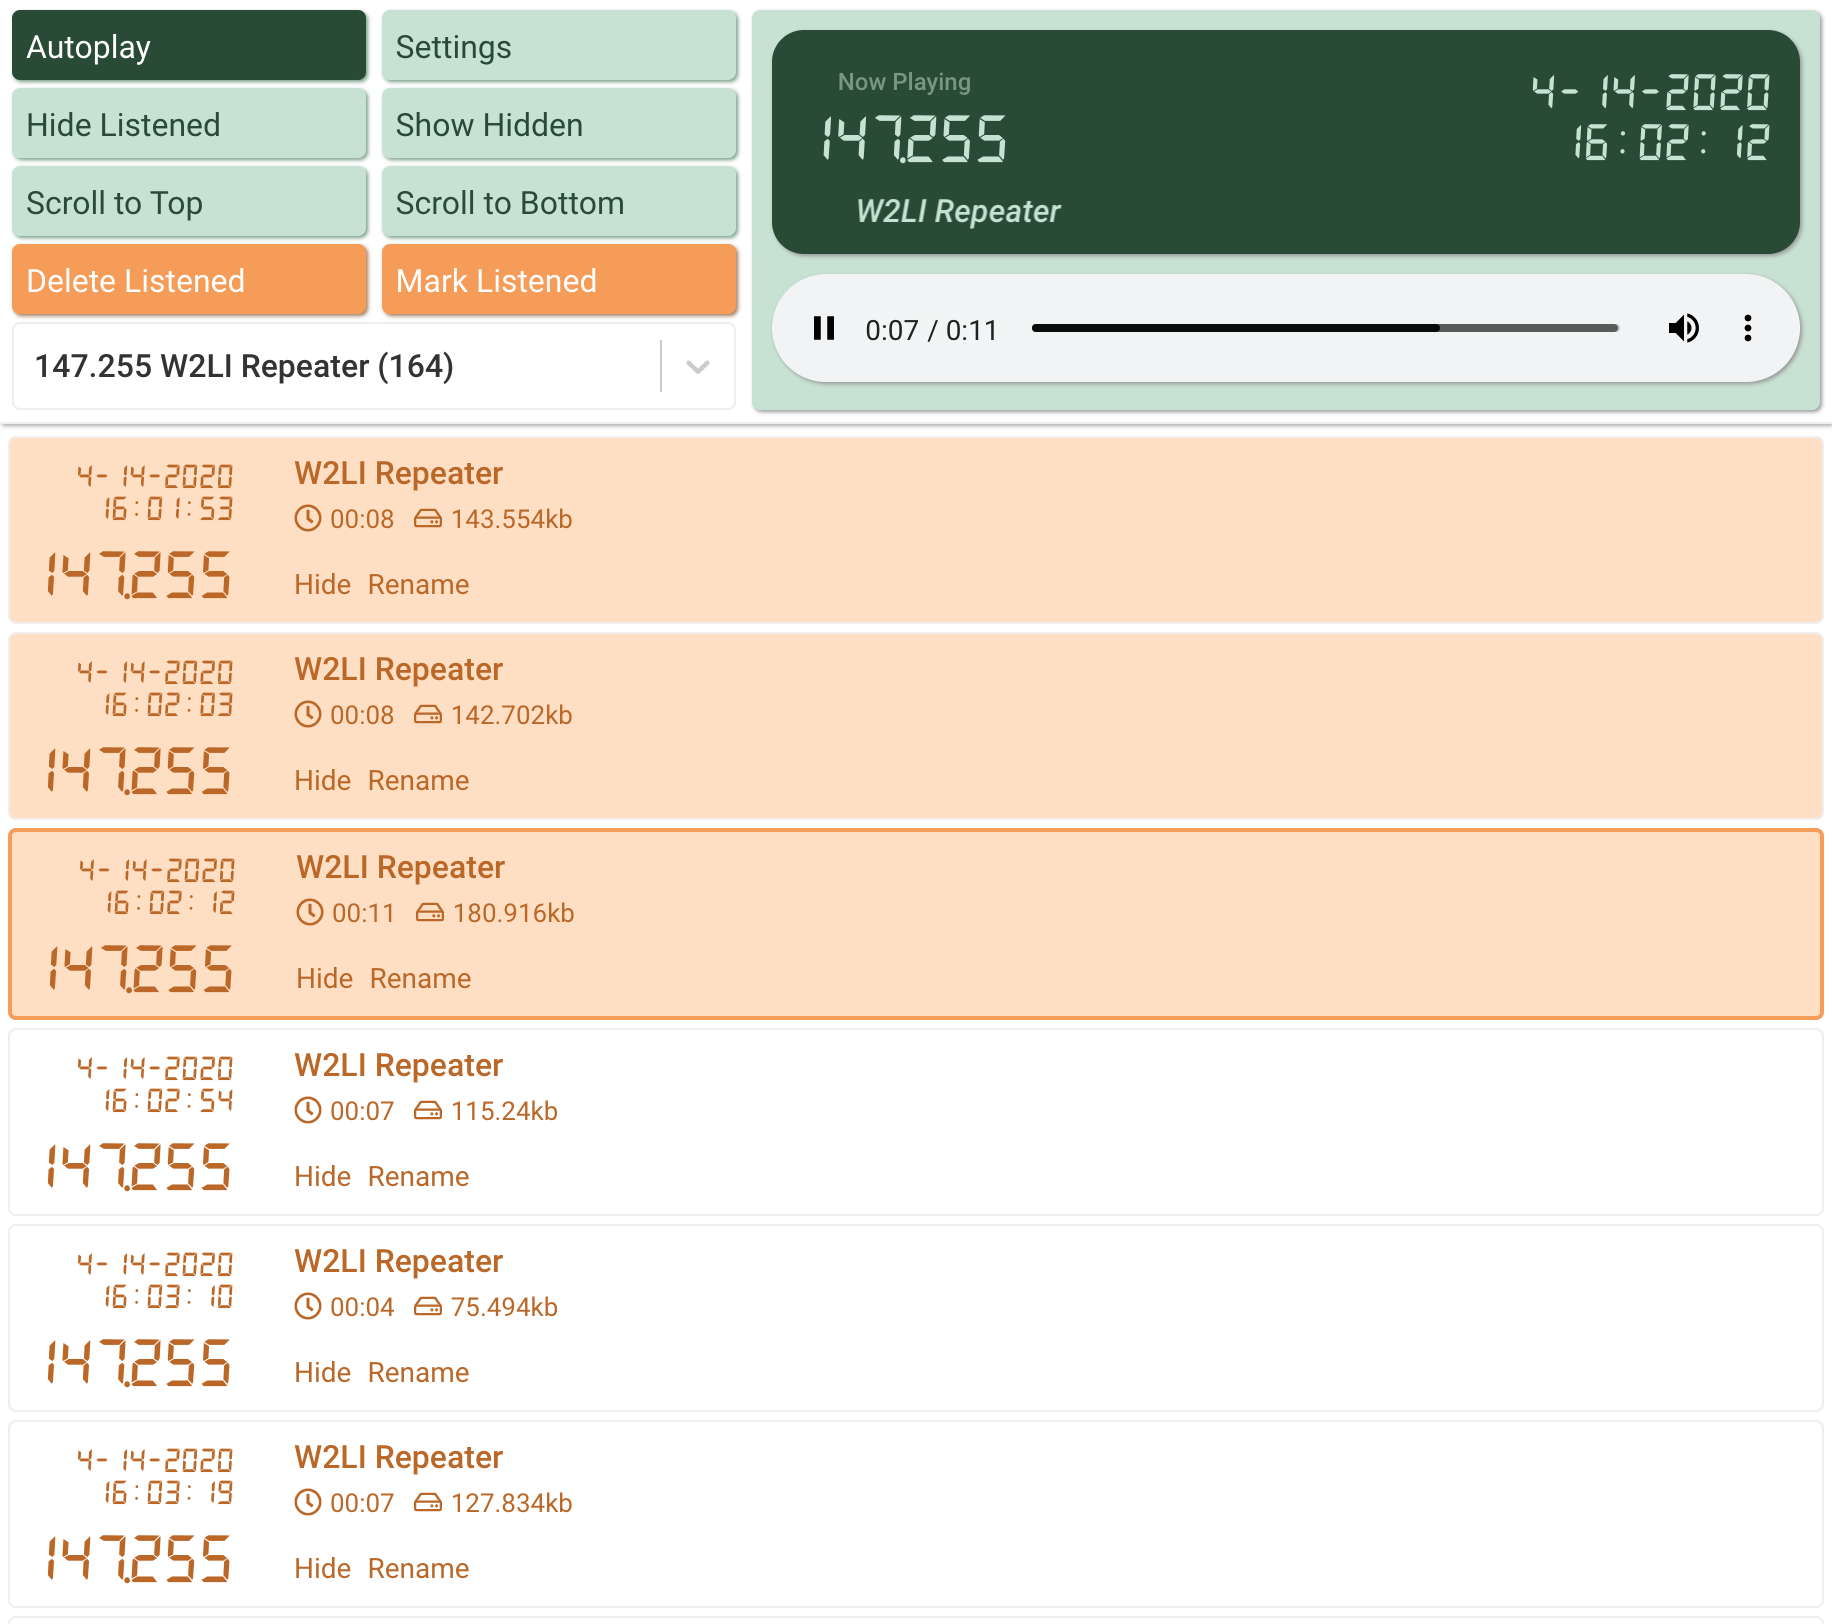 Autoplay
Settings
Hide Listened
Show Hidden
Scroll to Top
Scroll to Bottom
Delete Listened
Mark Listened
147.255 W2LI Repeater (164)
Now Playing
147.255
4-14-2020
16:02:12
W2LI Repeater
0:07 / 0:11
4-14-2020
16:01:53
147.255
W2LI Repeater
00:08 143.554kb
Hide Rename
4-14-2020
16:02:03
147.255
W2LI Repeater
00:08 142.702kb
Hide Rename
4-14-2020
16:02:12
147.255
W2LI Repeater
00:11 180.916kb
Hide Rename
4-14-2020
16:02:54
147.255
W2LI Repeater
00:07 115.24kb
Hide Rename
4-14-2020
16:03:10
147.255
W2LI Repeater
00:04 75.494kb
Hide Rename
4-14-2020
16:03:19
147.255
W2LI Repeater
00:07 127.834kb
Hide Rename